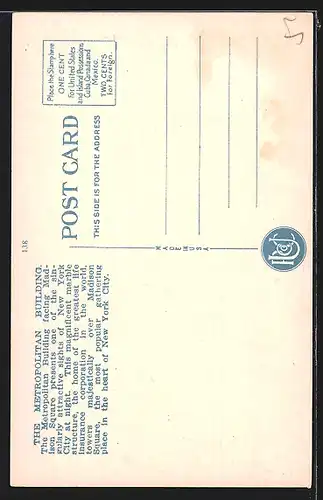 138
THE METROPOLITAN BUILDING.
The Metropolitan Building facing Mad-
ison Square presents one of the sin-
gularly attractive sights of New York
City at night. This magnificent marble
structure, the home of the greatest life
insurance corporation in the world,
towers majestically over Madison
Square, the most popular gathering
place in the heart of New York City.
POST CARD
THIS SIDE IS FOR THE ADDRESS
Place the Stamp here
ONE CENT
for United States
and Island Possessions
Cuba, Canada and
Mexico.
TWO CENTS
for Foreign.
MADE IN USA